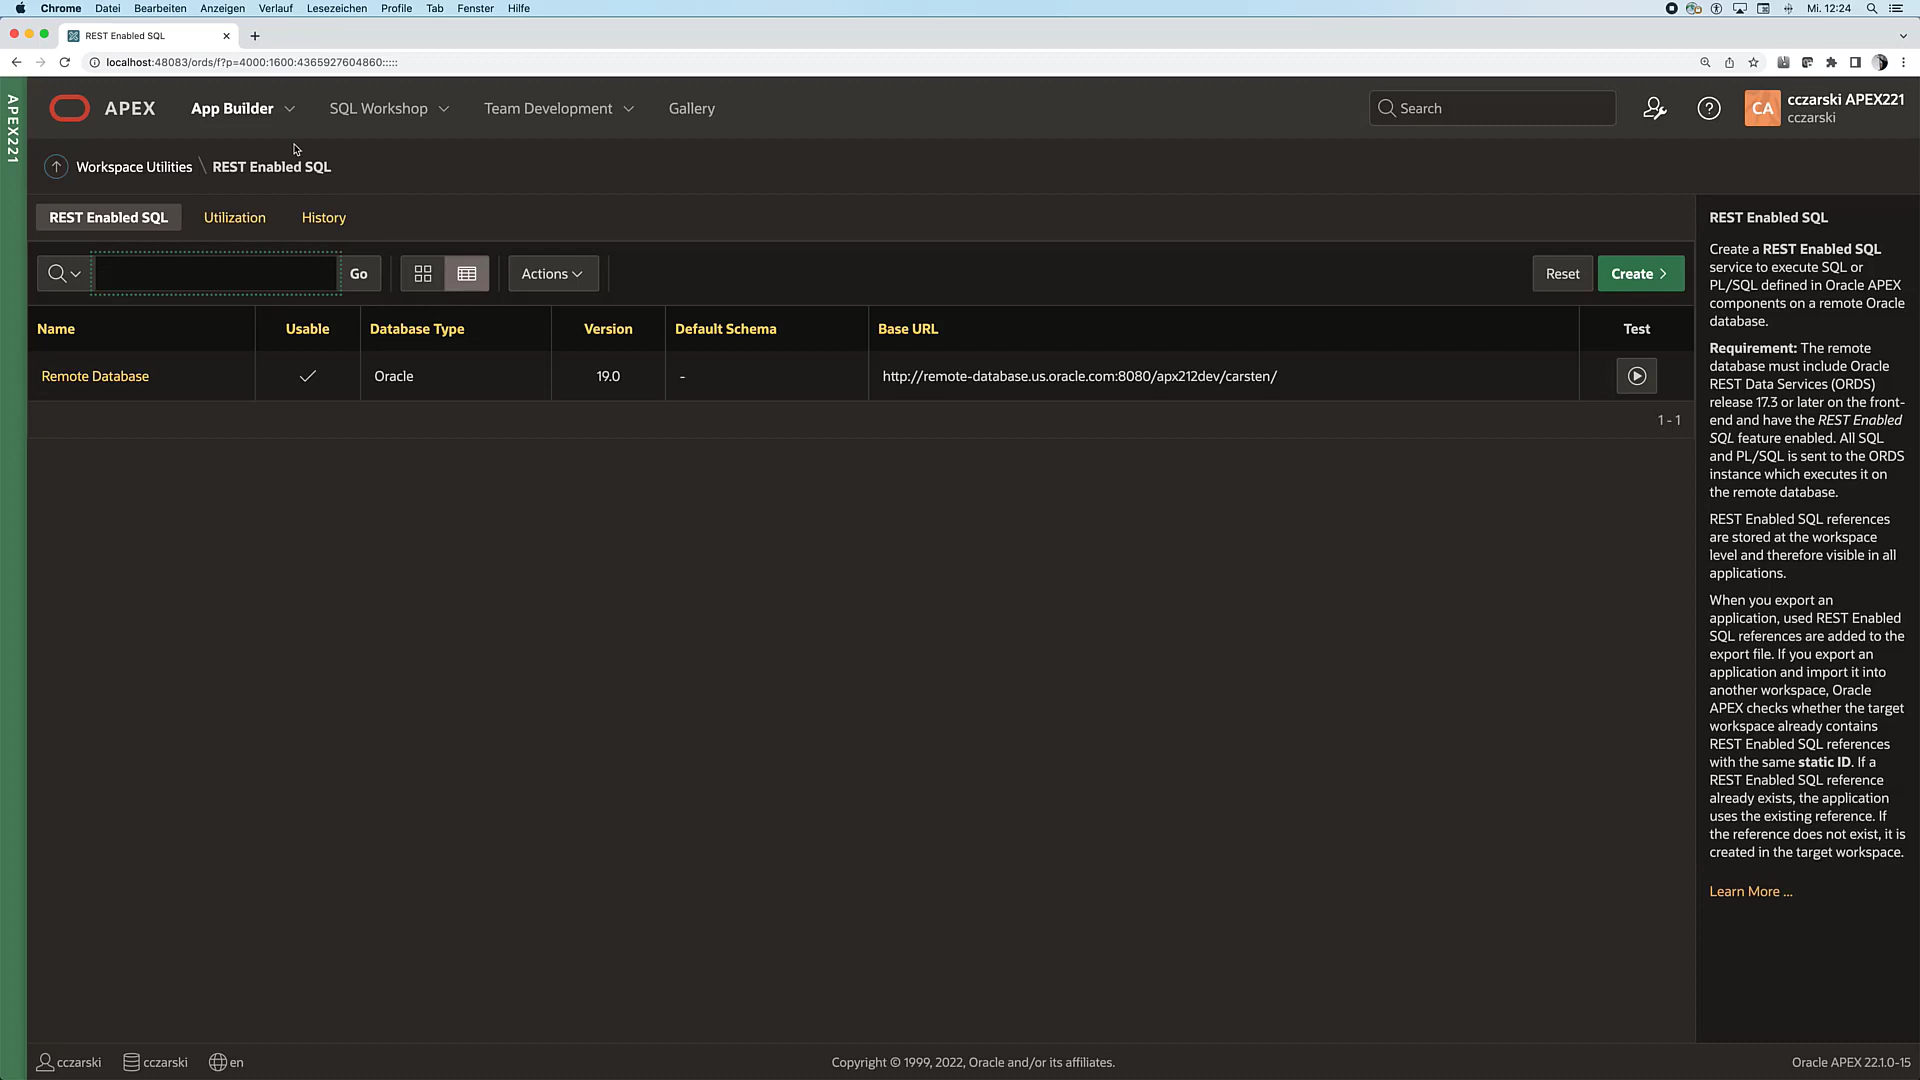 Chrome Datei Bearbeiten Anzeigen Verlauf Lesezeichen Profile Tab Fenster Hilfe Mi. 12:24
REST Enabled SQL
localhost:48083/ords/f?p=4000:1600:4365927604860:::::
APEX221
APEX App Builder SQL Workshop Team Development Gallery Search CA cczarski APEX221
cczarski
Workspace Utilities \ REST Enabled SQL
REST Enabled SQL Utilization History
Go Actions Reset Create
Name Usable Database Type Version Default Schema Base URL Test
Remote Database Oracle 19.0 - http://remote-database.us.oracle.com:8080/apx212dev/carsten/
1 - 1
REST Enabled SQL
Create a REST Enabled SQL
service to execute SQL or
PL/SQL defined in Oracle APEX
components on a remote Oracle
database.
Requirement: The remote
database must include Oracle
REST Data Services (ORDS)
release 17.3 or later on the front-
end and have the REST Enabled
SQL feature enabled. All SQL
and PL/SQL is sent to the ORDS
instance which executes it on
the remote database.
REST Enabled SQL references
are stored at the workspace
level and therefore visible in all
applications.
When you export an
application, used REST Enabled
SQL references are added to the
export file. If you export an
application and import it into
another workspace, Oracle
APEX checks whether the target
workspace already contains
REST Enabled SQL references
with the same static ID. If a
REST Enabled SQL reference
already exists, the application
uses the existing reference. If
the reference does not exist, it is
created in the target workspace.
Learn More ...
cczarski cczarski en Copyright © 1999, 2022, Oracle and/or its affiliates. Oracle APEX 22.1.0-15